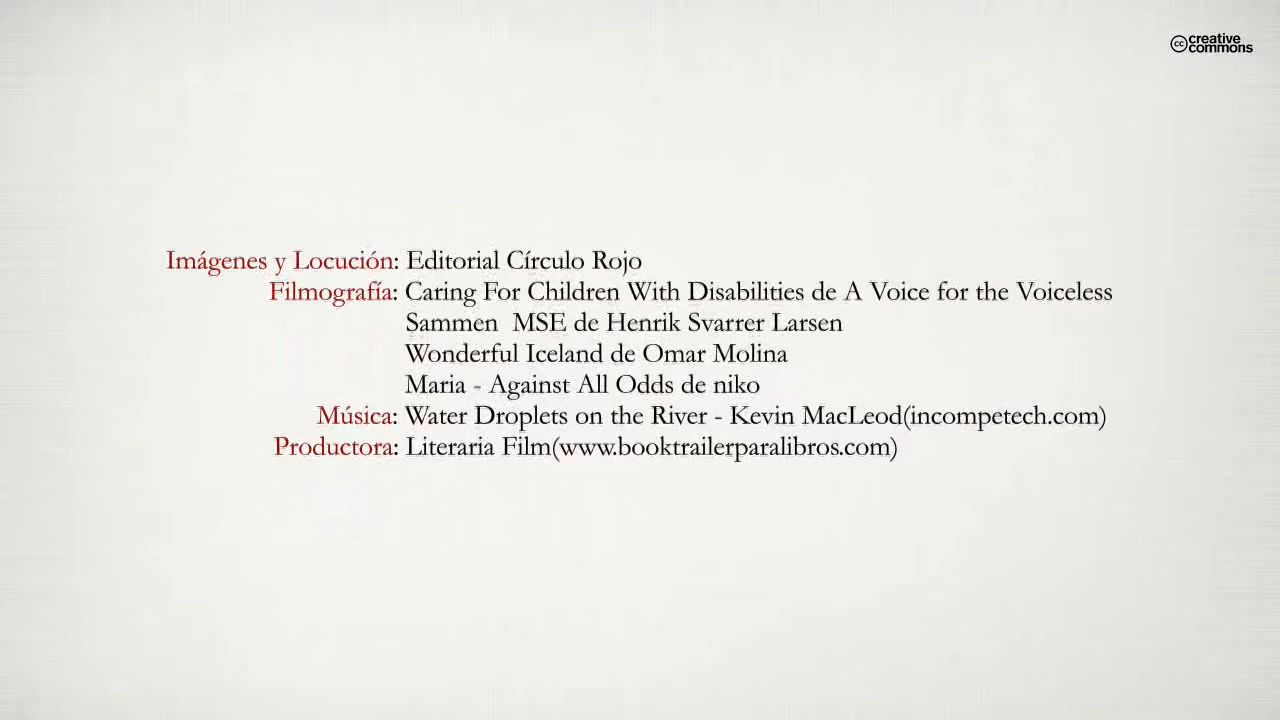 creative
commons
Imágenes y Locución: Editorial Círculo Rojo
Filmografía: Caring For Children With Disabilities de A Voice for the Voiceless
Sammen  MSE de Henrik Svarrer Larsen
Wonderful Iceland de Omar Molina
Maria - Against All Odds de niko
Música: Water Droplets on the River - Kevin MacLeod(incompetech.com)
Productora: Literaria Film(www.booktrailerparalibros.com)